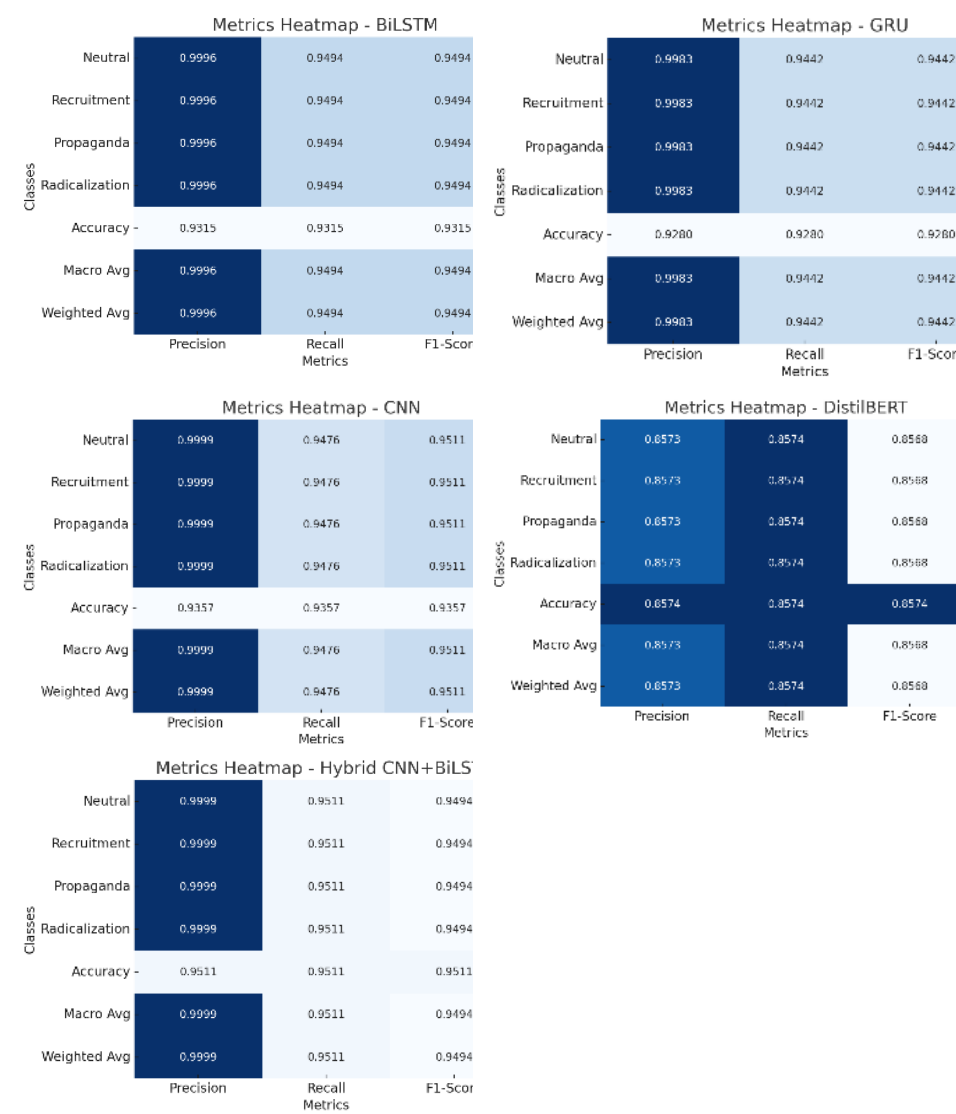 Metrics Heatmap - BiLSTM
Classes
Neutral 0.9996 0.9494 0.9494
Recruitment 0.9996 0.9494 0.9494
Propaganda 0.9996 0.9494 0.9494
Radicalization 0.9996 0.9494 0.9494
Accuracy 0.9315 0.9315 0.9315
Macro Avg 0.9996 0.9494 0.9494
Weighted Avg 0.9996 0.9494 0.9494
Precision Recall F1-Scor
Metrics
Metrics Heatmap - GRU
Classes
Neutral 0.9983 0.9442 0.9442
Recruitment 0.9983 0.9442 0.9442
Propaganda 0.9983 0.9442 0.9442
Radicalization 0.9983 0.9442 0.9442
Accuracy 0.9280 0.9280 0.9280
Macro Avg 0.9983 0.9442 0.9442
Weighted Avg 0.9983 0.9442 0.9442
Precision Recall F1-Scor
Metrics
Metrics Heatmap - CNN
Classes
Neutral 0.9999 0.9476 0.9511
Recruitment 0.9999 0.9476 0.9511
Propaganda 0.9999 0.9476 0.9511
Radicalization 0.9999 0.9476 0.9511
Accuracy 0.9357 0.9357 0.9357
Macro Avg 0.9999 0.9476 0.9511
Weighted Avg 0.9999 0.9476 0.9511
Precision Recall F1-Score
Metrics
Metrics Heatmap - DistilBERT
Classes
Neutral 0.8573 0.8574 0.8568
Recruitment 0.8573 0.8574 0.8568
Propaganda 0.8573 0.8574 0.8568
Radicalization 0.8573 0.8574 0.8568
Accuracy 0.8574 0.8574 0.8574
Macro Avg 0.8573 0.8574 0.8568
Weighted Avg 0.8573 0.8574 0.8568
Precision Recall F1-Score
Metrics
Metrics Heatmap - Hybrid CNN+BiLS
Classes
Neutral 0.9999 0.9511 0.9494
Recruitment 0.9999 0.9511 0.9494
Propaganda 0.9999 0.9511 0.9494
Radicalization 0.9999 0.9511 0.9494
Accuracy 0.9511 0.9511 0.9511
Macro Avg 0.9999 0.9511 0.9494
Weighted Avg 0.9999 0.9511 0.9494
Precision Recall F1-Scor
Metrics